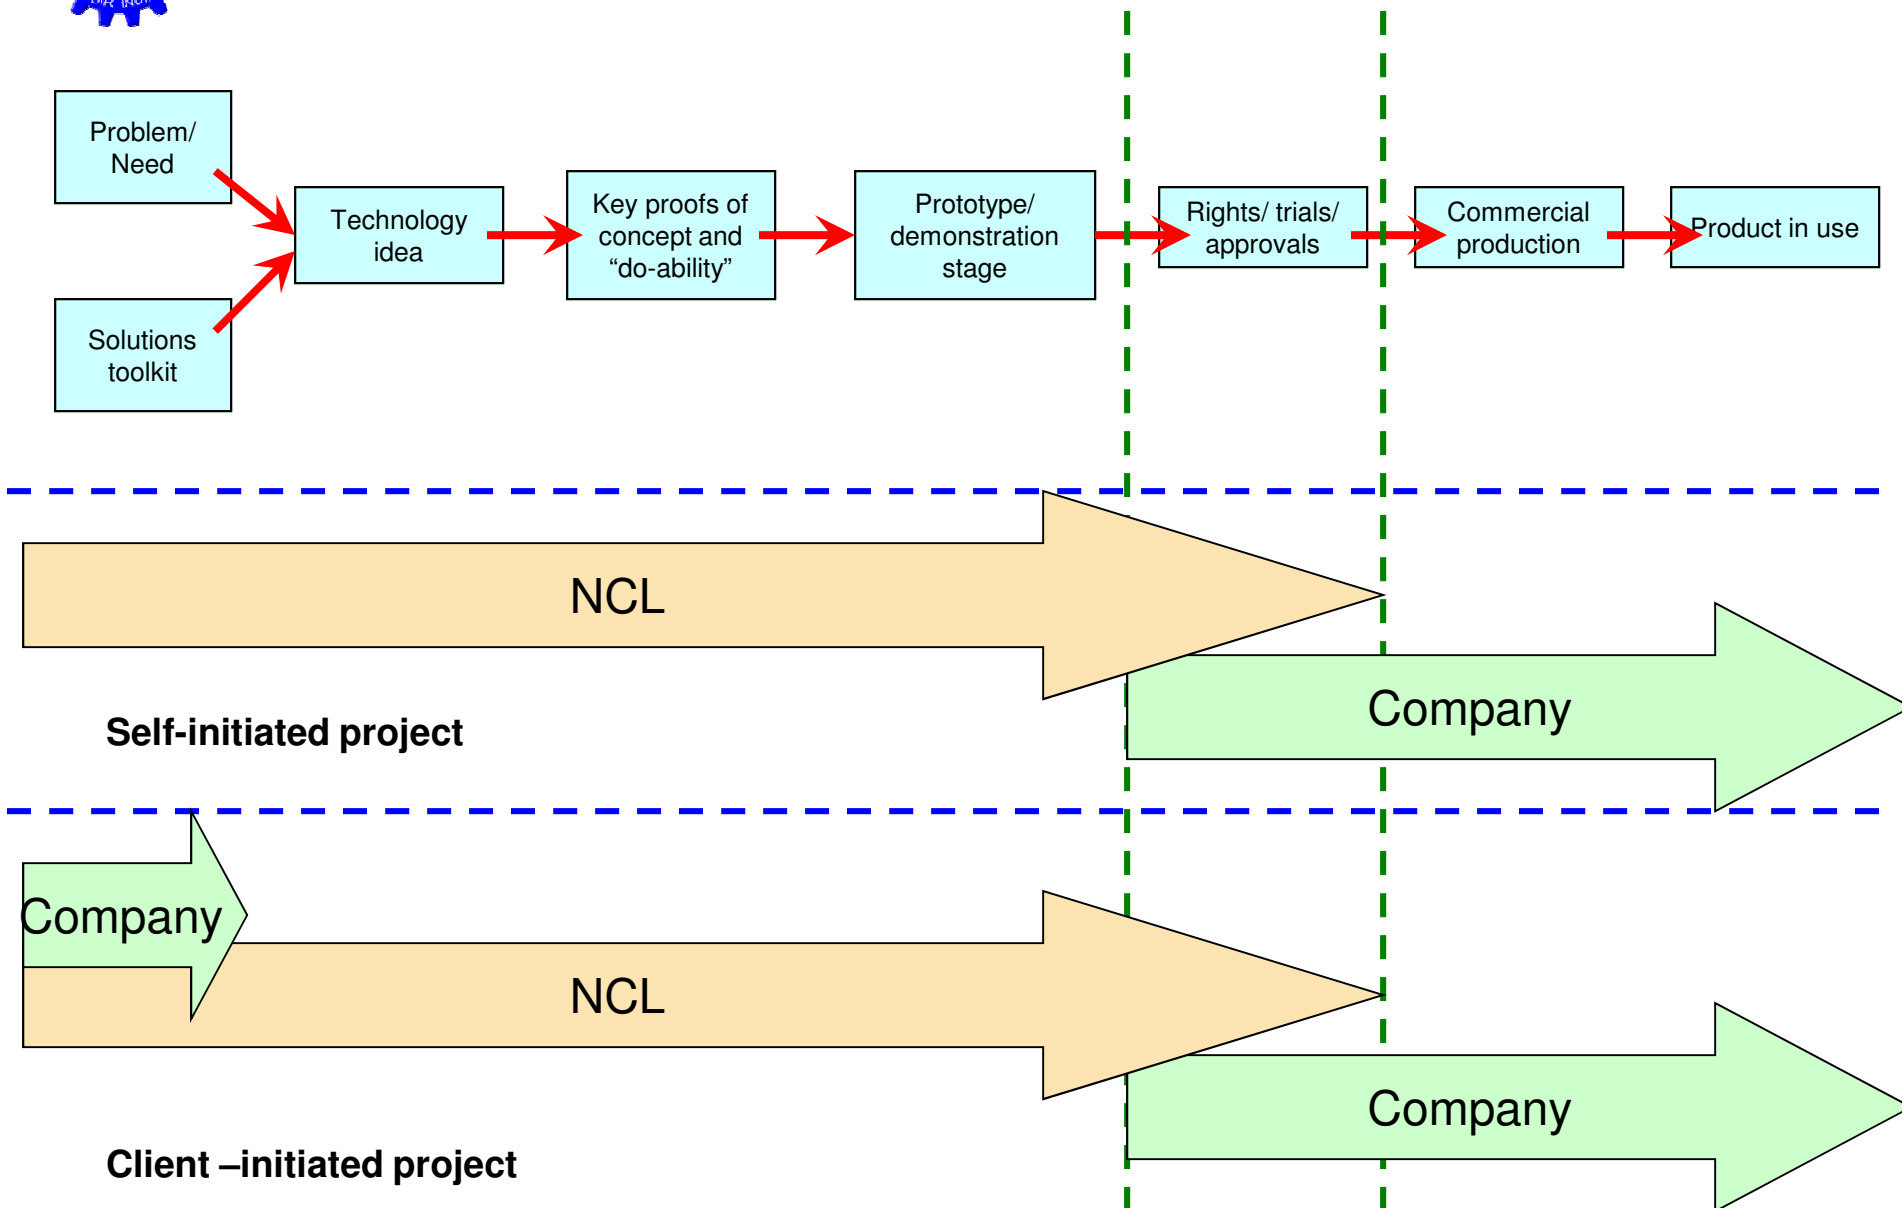 Problem/
Need
Solutions
toolkit
Technology
idea
Key proofs of
concept and
“do-ability”
Prototype/
demonstration
stage
Rights/ trials/
approvals
Commercial
production
Product in use
NCL
Company
Self-initiated project
Company
NCL
Company
Client –initiated project